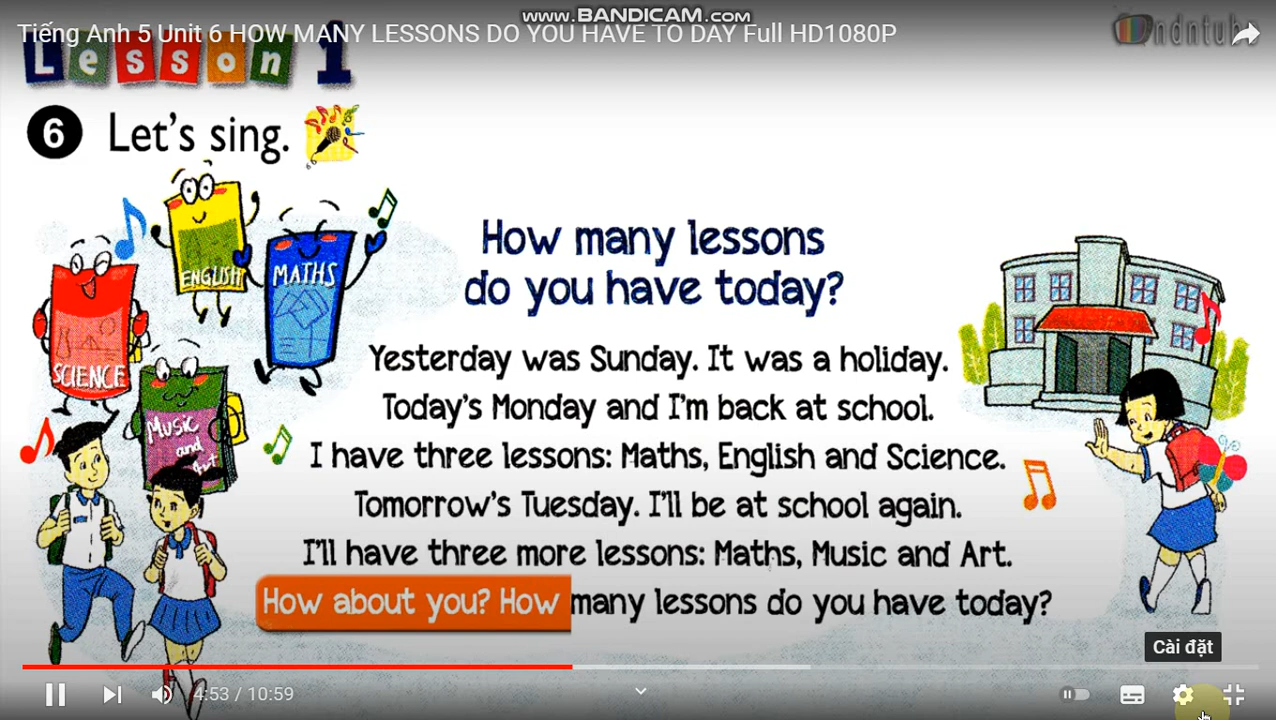 www.BANDICAM.com
Tiếng Anh 5 Unit 6 HOW MANY LESSONS DO YOU HAVE TO DAY Full HD1080P
ndntube
Lesson 1
6 Let's sing.
ENGLISH
MATHS
SCIENCE
Music
and
Art
How many lessons
do you have today?
Yesterday was Sunday. It was a holiday.
Today's Monday and I'm back at school.
I have three lessons: Maths, English and Science.
Tomorrow's Tuesday. I'll be at school again.
I'll have three more lessons: Maths, Music and Art.
How about you? How many lessons do you have today?
Cài đặt
4:53 / 10:59